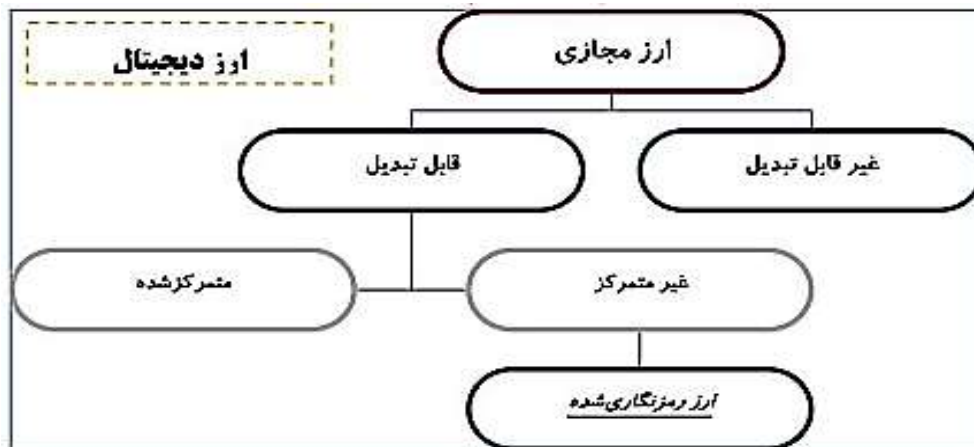 ارز مجازی
ارز دیجیتال
غیر قابل تبدیل
قابل تبدیل
غیر متمرکز
متمرکزشده
ارز رمزنگاری‌شده